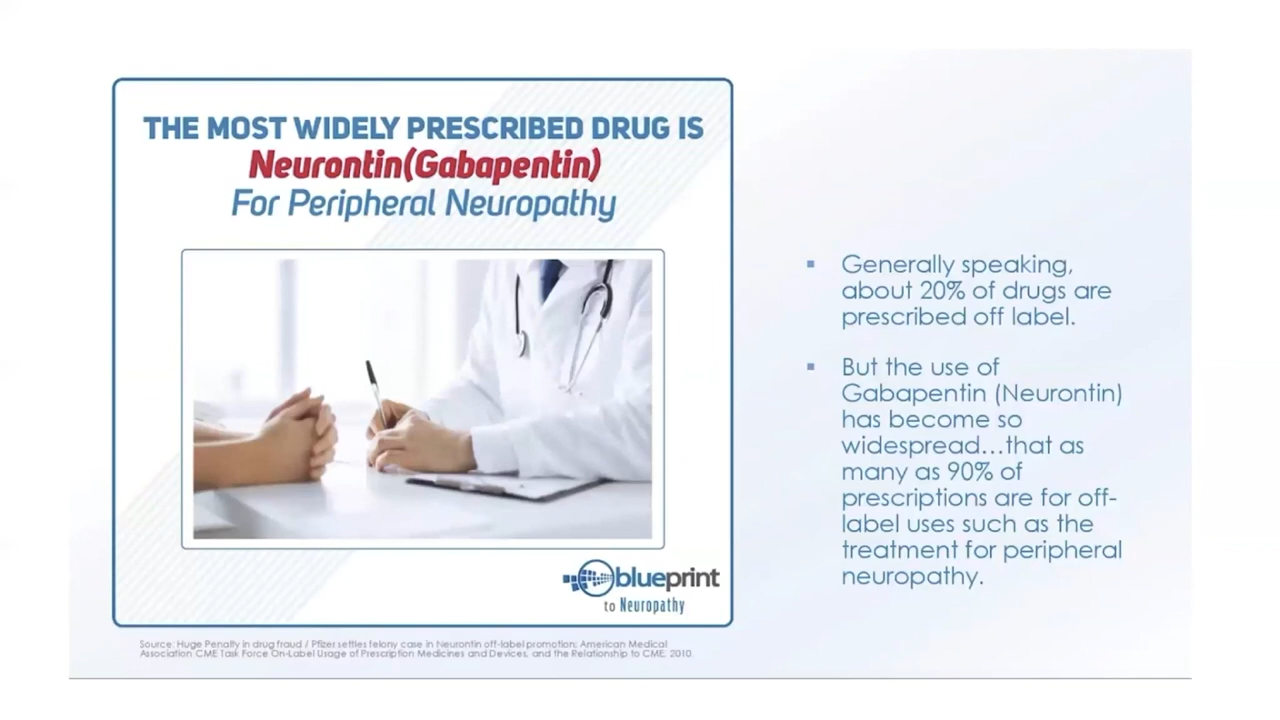 THE MOST WIDELY PRESCRIBED DRUG IS
Neurontin(Gabapentin)
For Peripheral Neuropathy
blueprint
to Neuropathy
Source: Huge Penalty in drug fraud / Pfizer settles felony case in Neurontin off-label promotion; American Medical
Association CME Task Force On-Label Usage of Prescription Medicines and Devices, and the Relationship to CME, 2010.
▪ Generally speaking,
about 20% of drugs are
prescribed off label.
▪ But the use of
Gabapentin (Neurontin)
has become so
widespread...that as
many as 90% of
prescriptions are for off-
label uses such as the
treatment for peripheral
neuropathy.